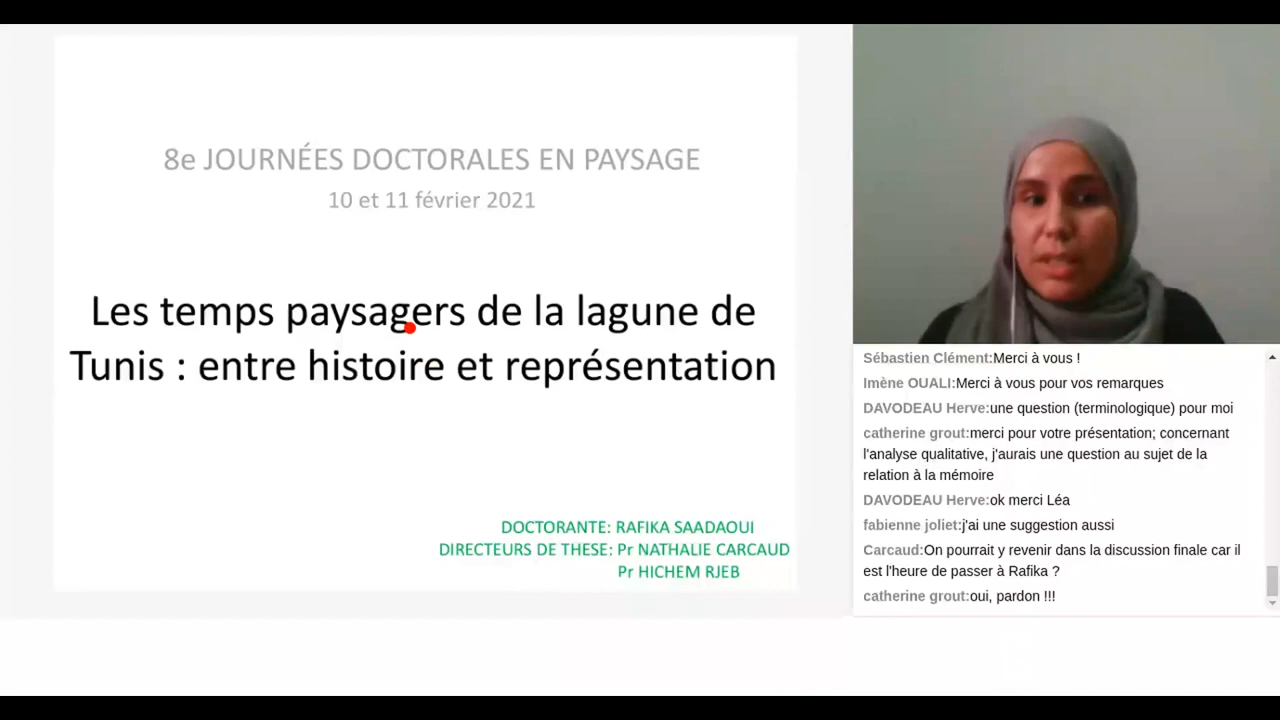 8e JOURNÉES DOCTORALES EN PAYSAGE
10 et 11 février 2021
Les temps paysagers de la lagune de
Tunis : entre histoire et représentation
DOCTORANTE: RAFIKA SAADAOUI
DIRECTEURS DE THESE: Pr NATHALIE CARCAUD
Pr HICHEM RJEB
Sébastien Clément:Merci à vous !
Imène OUALI:Merci à vous pour vos remarques
DAVODEAU Herve:une question (terminologique) pour moi
catherine grout:merci pour votre présentation; concernant
l'analyse qualitative, j'aurais une question au sujet de la
relation à la mémoire
DAVODEAU Herve:ok merci Léa
fabienne joliet:j'ai une suggestion aussi
Carcaud:On pourrait y revenir dans la discussion finale car il
est l'heure de passer à Rafika ?
catherine grout:oui, pardon !!!